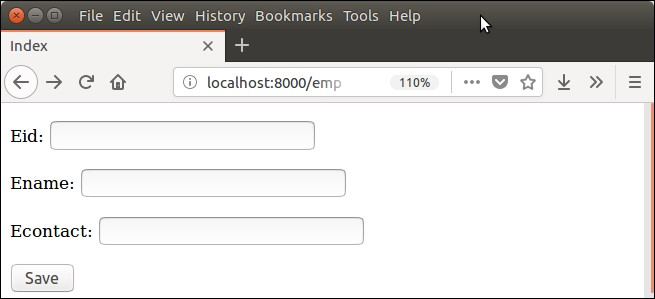 File Edit View History Bookmarks Tools Help
Index
localhost:8000/emp 110%
Eid:
Ename:
Econtact:
Save